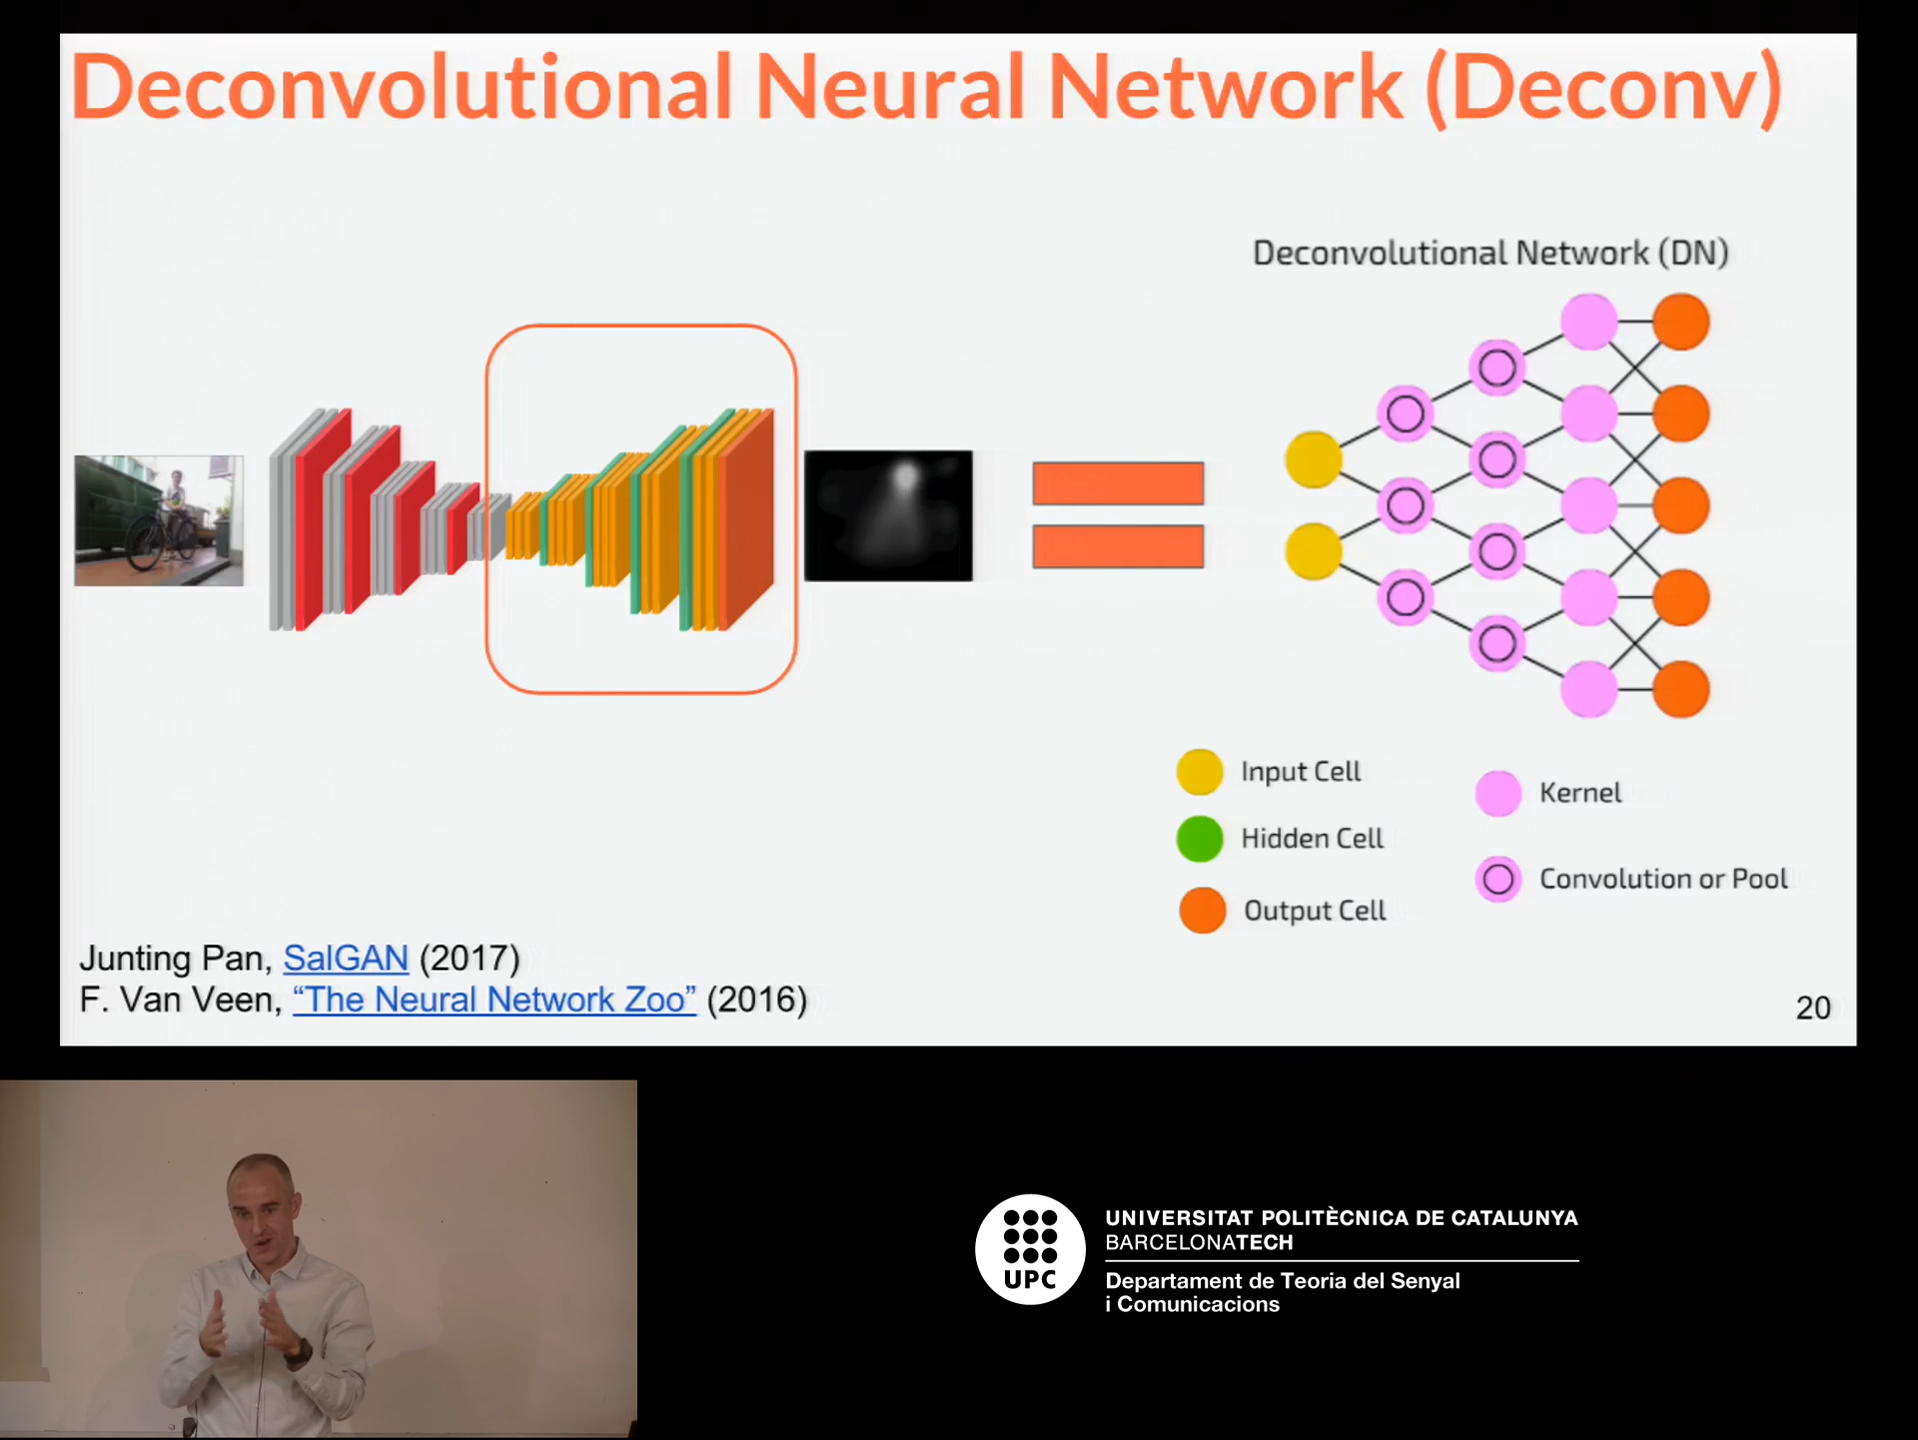 Deconvolutional Neural Network (Deconv)
Deconvolutional Network (DN)
Input Cell
Hidden Cell
Output Cell
Kernel
Convolution or Pool
Junting Pan, SalGAN (2017)
F. Van Veen, “The Neural Network Zoo” (2016)
20
UPC
UNIVERSITAT POLITÈCNICA DE CATALUNYA
BARCELONATECH
Departament de Teoria del Senyal
i Comunicacions